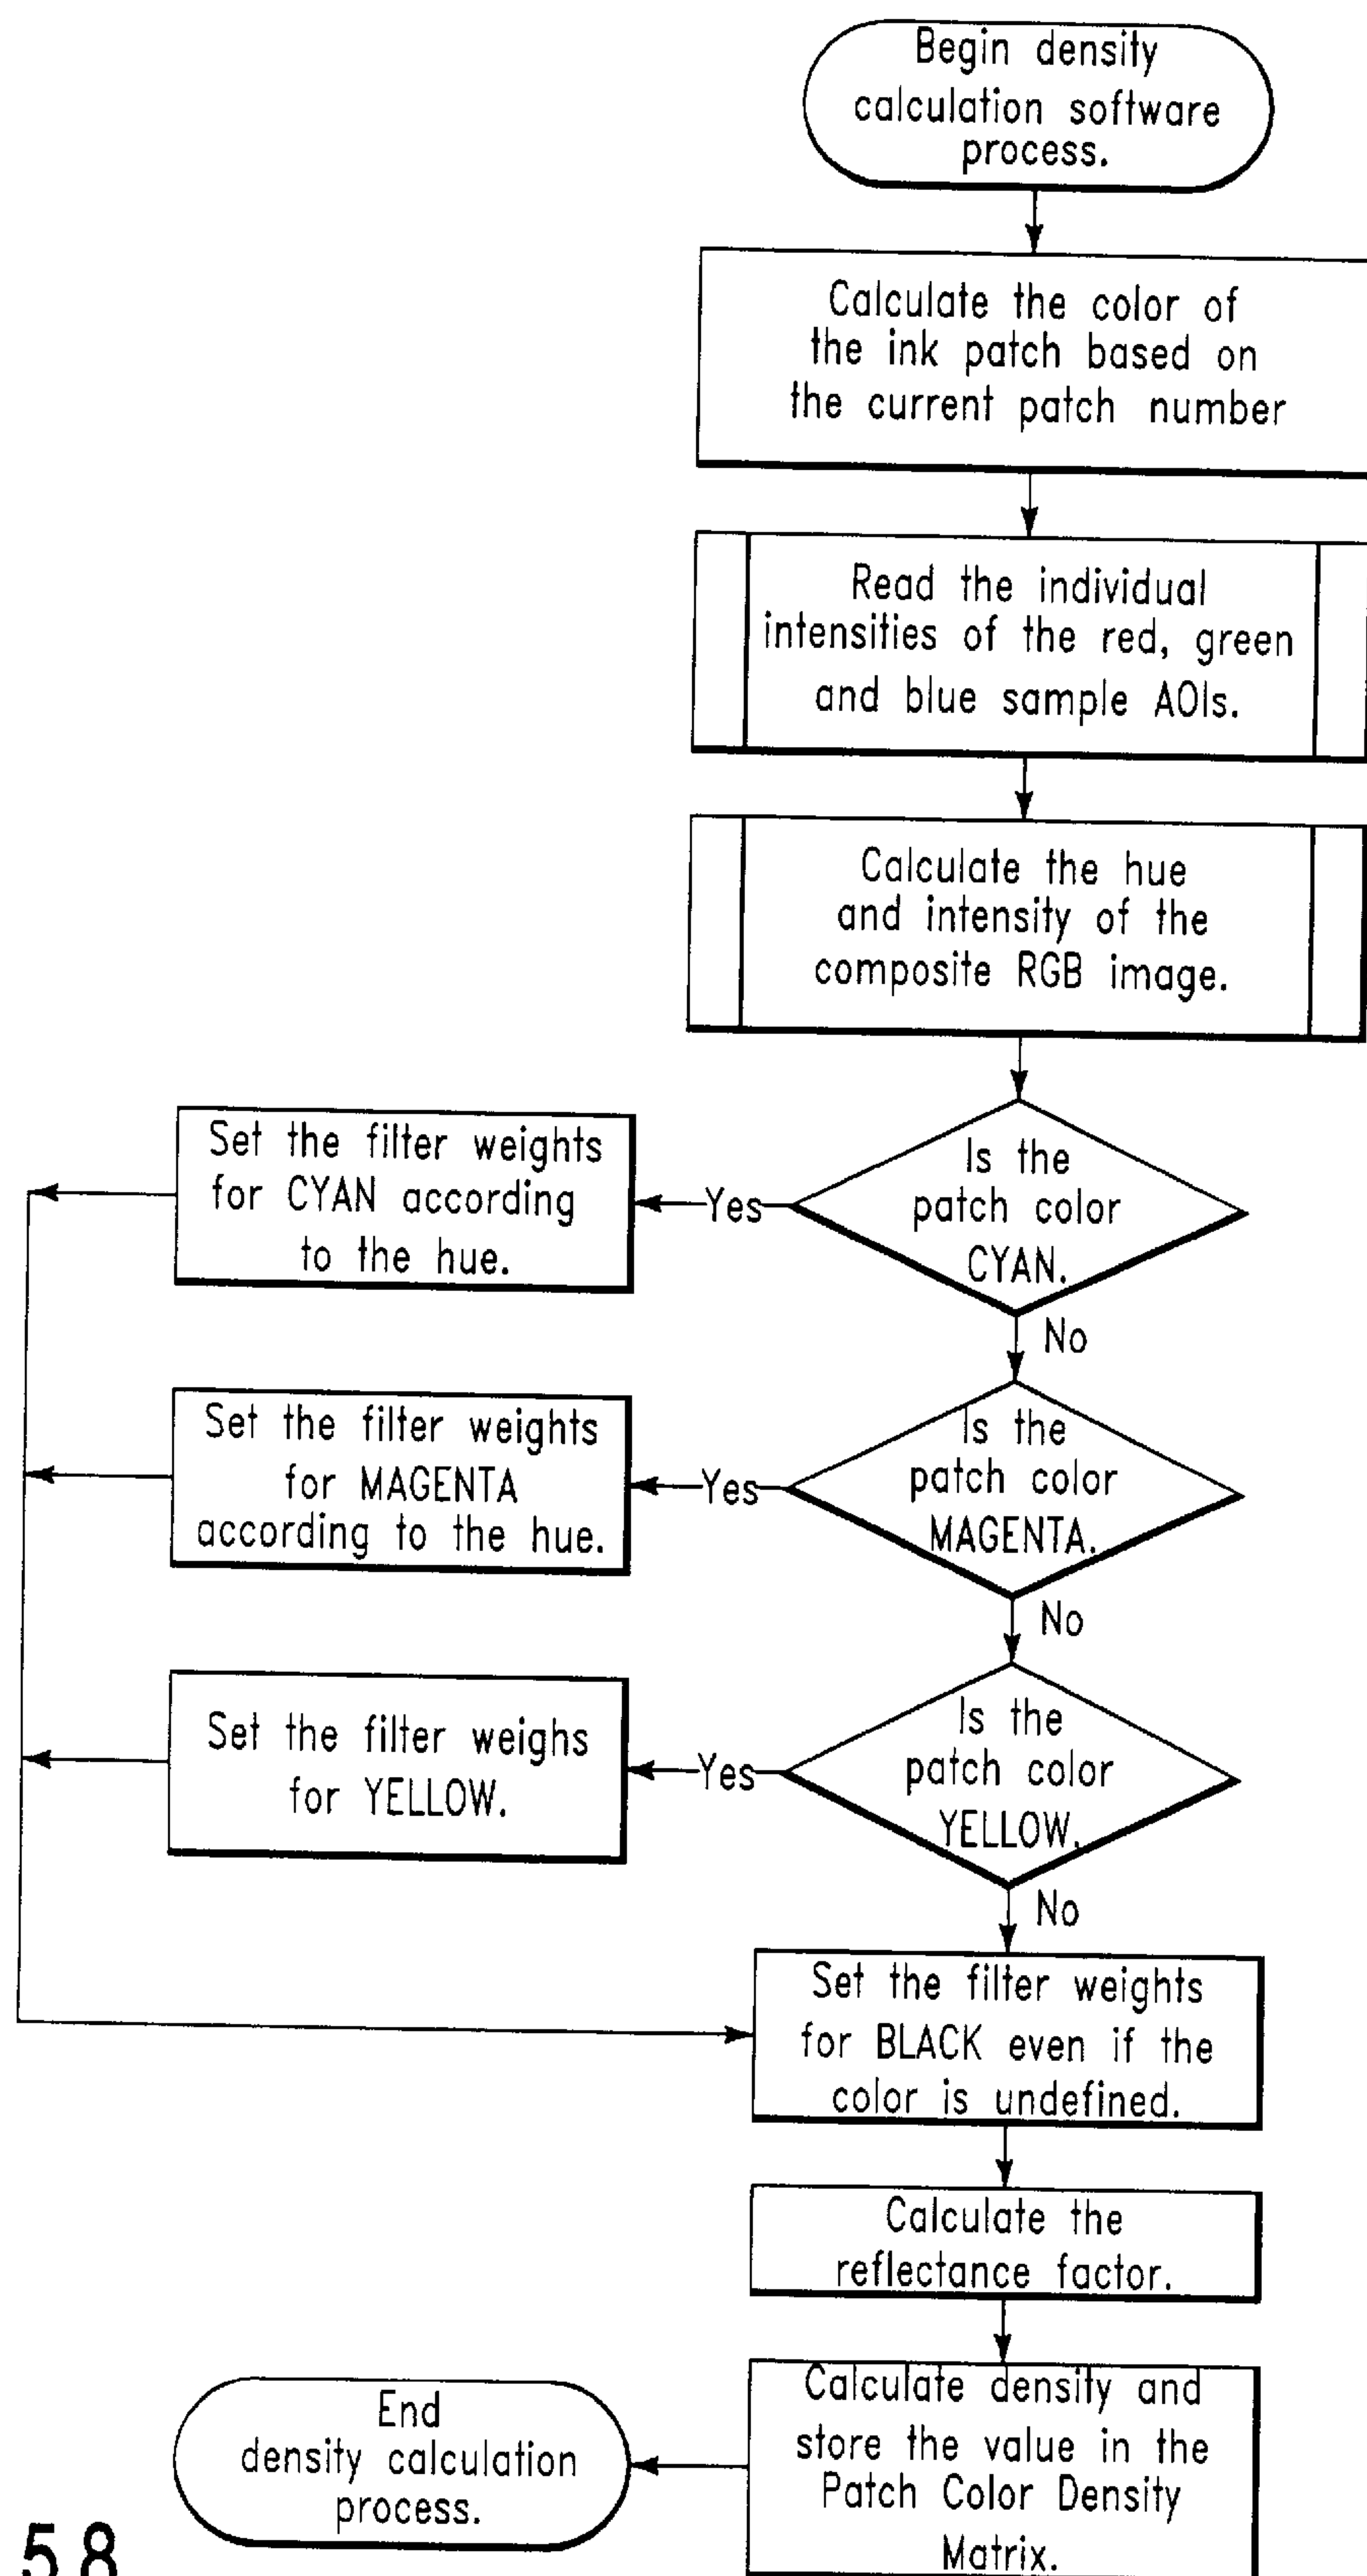 Begin density
calculation software
process.
Calculate the color of
the ink patch based on
the current patch number
Read the individual
intensities of the red, green
and blue sample AOIs.
Calculate the hue
and intensity of the
composite RGB image.
Is the
patch color
CYAN.
Yes
Set the filter weights
for CYAN according
to the hue.
No
Is the
patch color
MAGENTA.
Yes
Set the filter weights
for MAGENTA
according to the hue.
No
Is the
patch color
YELLOW.
Yes
Set the filter weighs
for YELLOW.
No
Set the filter weights
for BLACK even if the
color is undefined.
Calculate the
reflectance factor.
Calculate density and
store the value in the
Patch Color Density
Matrix.
End
density calculation
process.
58